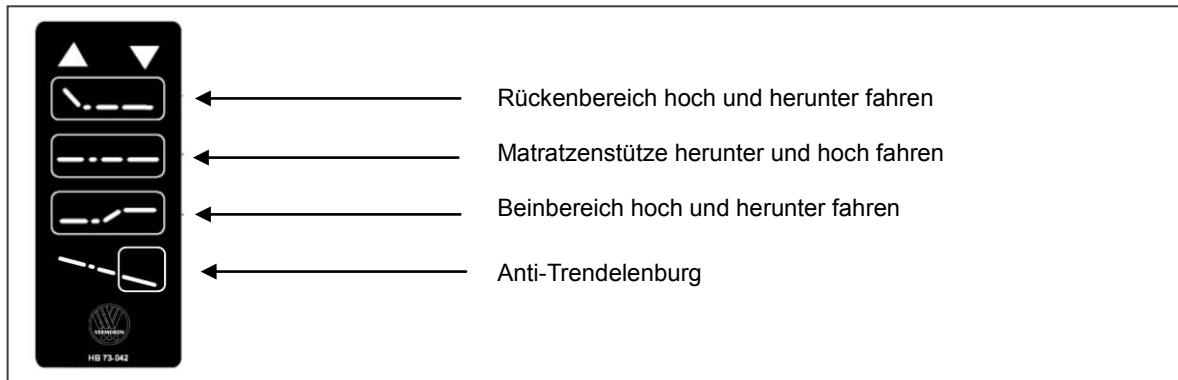 Rückenbereich hoch und herunter fahren
Matratzenstütze herunter und hoch fahren
Beinbereich hoch und herunter fahren
Anti-Trendelenburg
VERMEIREN
HB 73-042